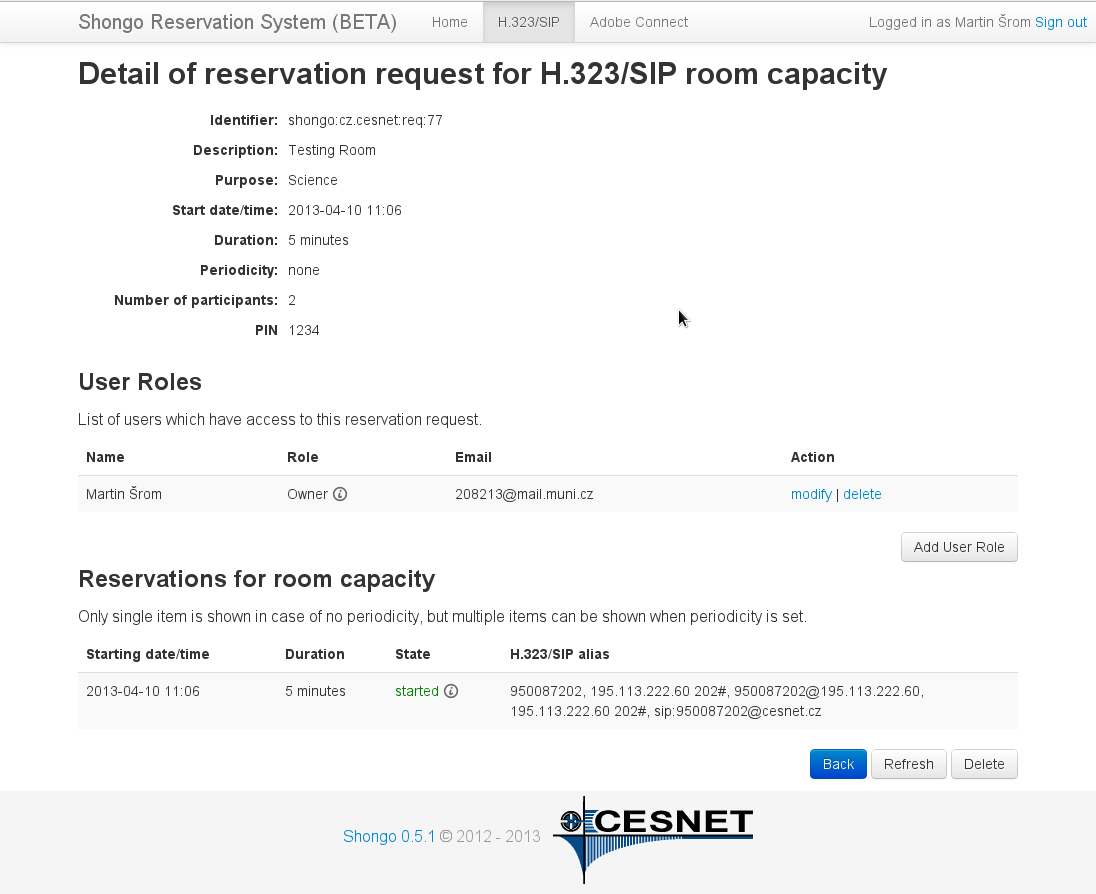 Shongo Reservation System (BETA) Home H.323/SIP Adobe Connect Logged in as Martin Šrom Sign out
Detail of reservation request for H.323/SIP room capacity
Identifier: shongo:cz.cesnet:req:77
Description: Testing Room
Purpose: Science
Start date/time: 2013-04-10 11:06
Duration: 5 minutes
Periodicity: none
Number of participants: 2
PIN 1234
User Roles
List of users which have access to this reservation request.
Name Role Email Action
Martin Šrom Owner 208213@mail.muni.cz modify | delete
Add User Role
Reservations for room capacity
Only single item is shown in case of no periodicity, but multiple items can be shown when periodicity is set.
Starting date/time Duration State H.323/SIP alias
2013-04-10 11:06 5 minutes started 950087202, 195.113.222.60 202#, 950087202@195.113.222.60,
195.113.222.60 202#, sip:950087202@cesnet.cz
Back Refresh Delete
Shongo 0.5.1 © 2012 - 2013 CESNET